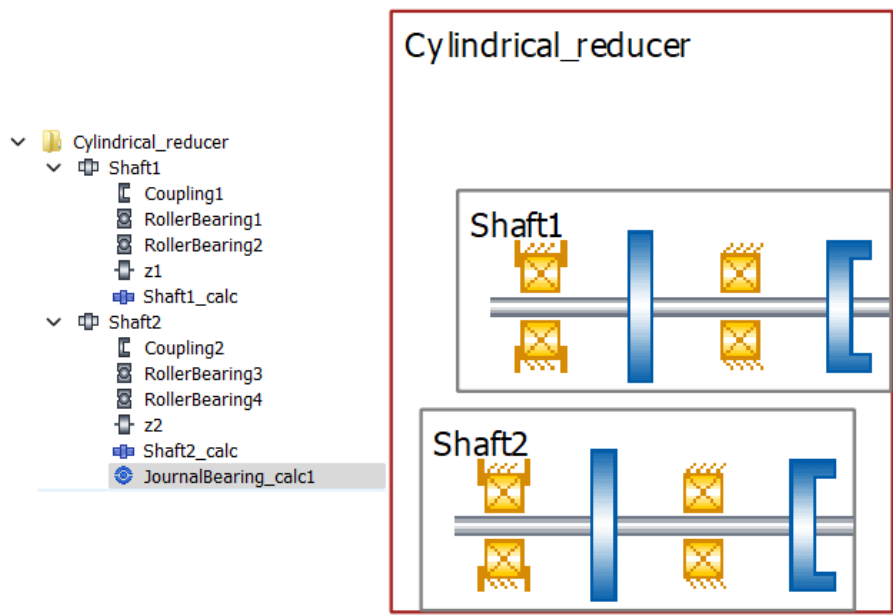 Cylindrical_reducer
Shaft1
Coupling1
RollerBearing1
RollerBearing2
z1
Shaft1_calc
Shaft2
Coupling2
RollerBearing3
RollerBearing4
z2
Shaft2_calc
JournalBearing_calc1
Cylindrical_reducer
Shaft1
Shaft2